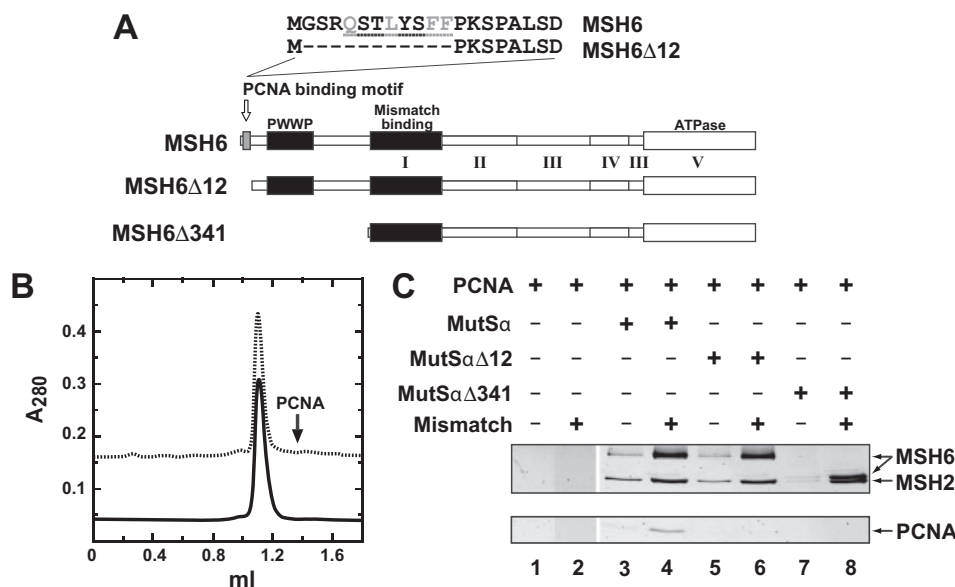 A
MGSRQSTLYSFFPKSPALSD MSH6
M------------PKSPALSD MSH6Δ12
PCNA binding motif
PWWP Mismatch binding ATPase
MSH6
I II III IV III V
MSH6Δ12
MSH6Δ341
B
A280
0.4
0.3
0.2
0.1
PCNA
0 0.6 1.2 1.8
ml
C
PCNA + + + + + + + +
MutSα – – + + – – – –
MutSαΔ12 – – – – + + – –
MutSαΔ341 – – – – – – + +
Mismatch – + – + – + – +
MSH6
MSH2
PCNA
1 2 3 4 5 6 7 8